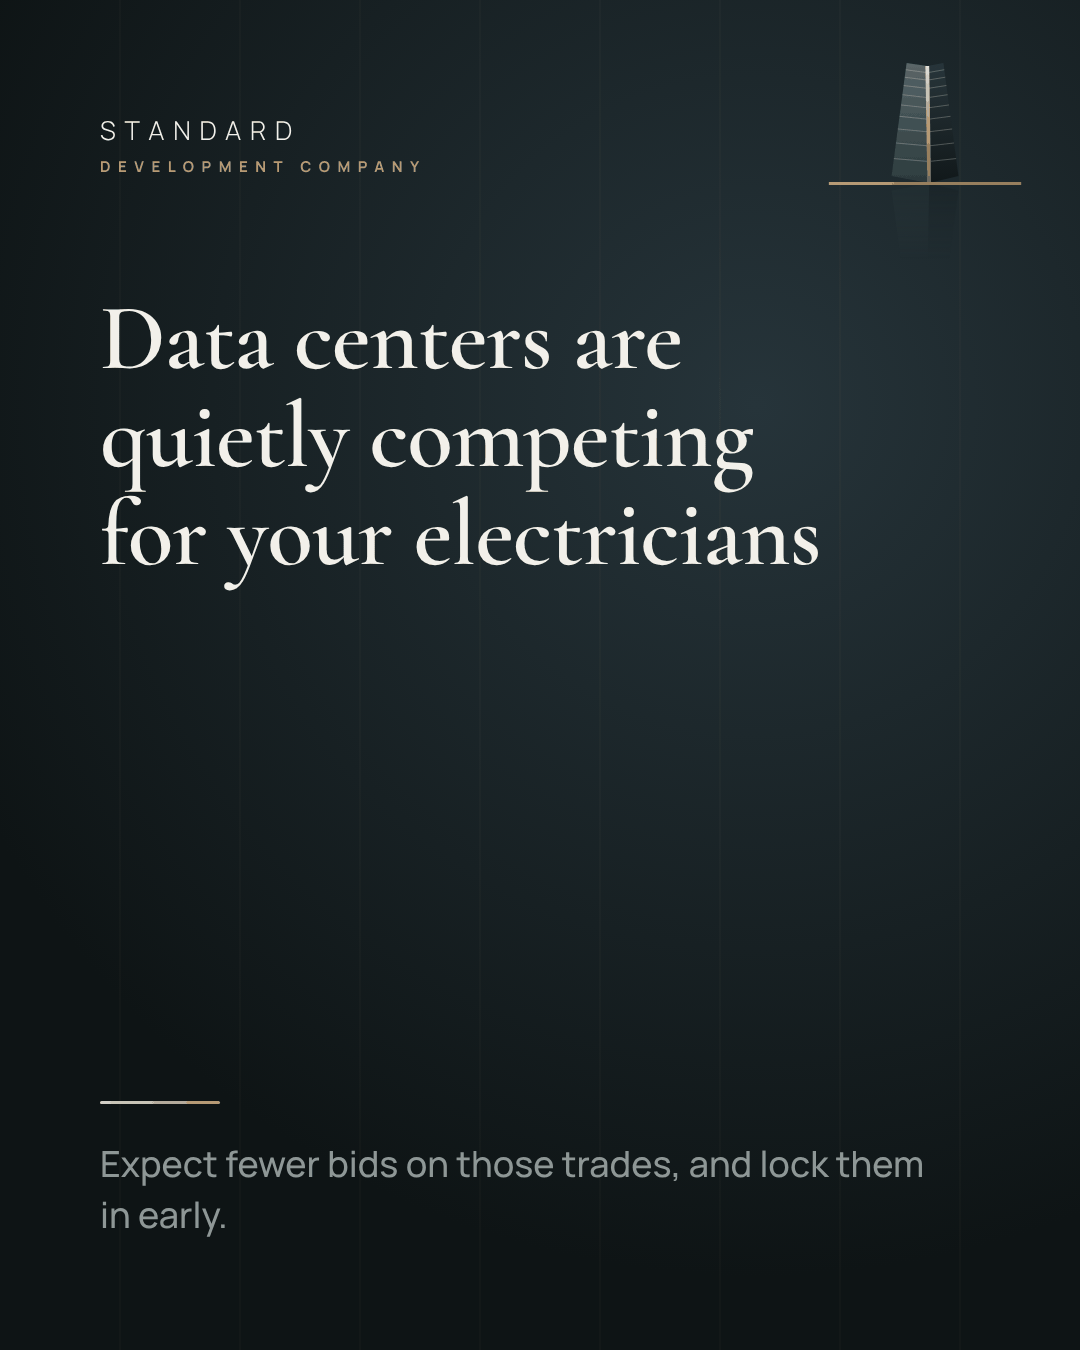 STANDARD
DEVELOPMENT COMPANY
Data centers are
quietly competing
for your electricians
Expect fewer bids on those trades, and lock them
in early.